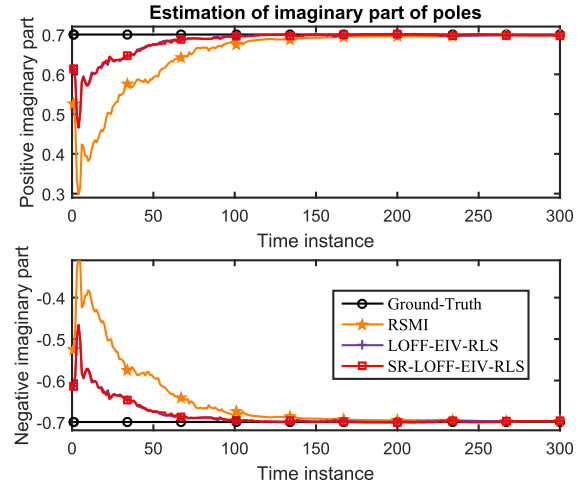 Estimation of imaginary part of poles
Positive imaginary part
0.7
0.6
0.5
0.4
0.3
0 50 100 150 200 250 300
Time instance
Negative imaginary part
-0.4
-0.5
-0.6
-0.7
Ground-Truth
RSMI
LOFF-EIV-RLS
SR-LOFF-EIV-RLS
0 50 100 150 200 250 300
Time instance